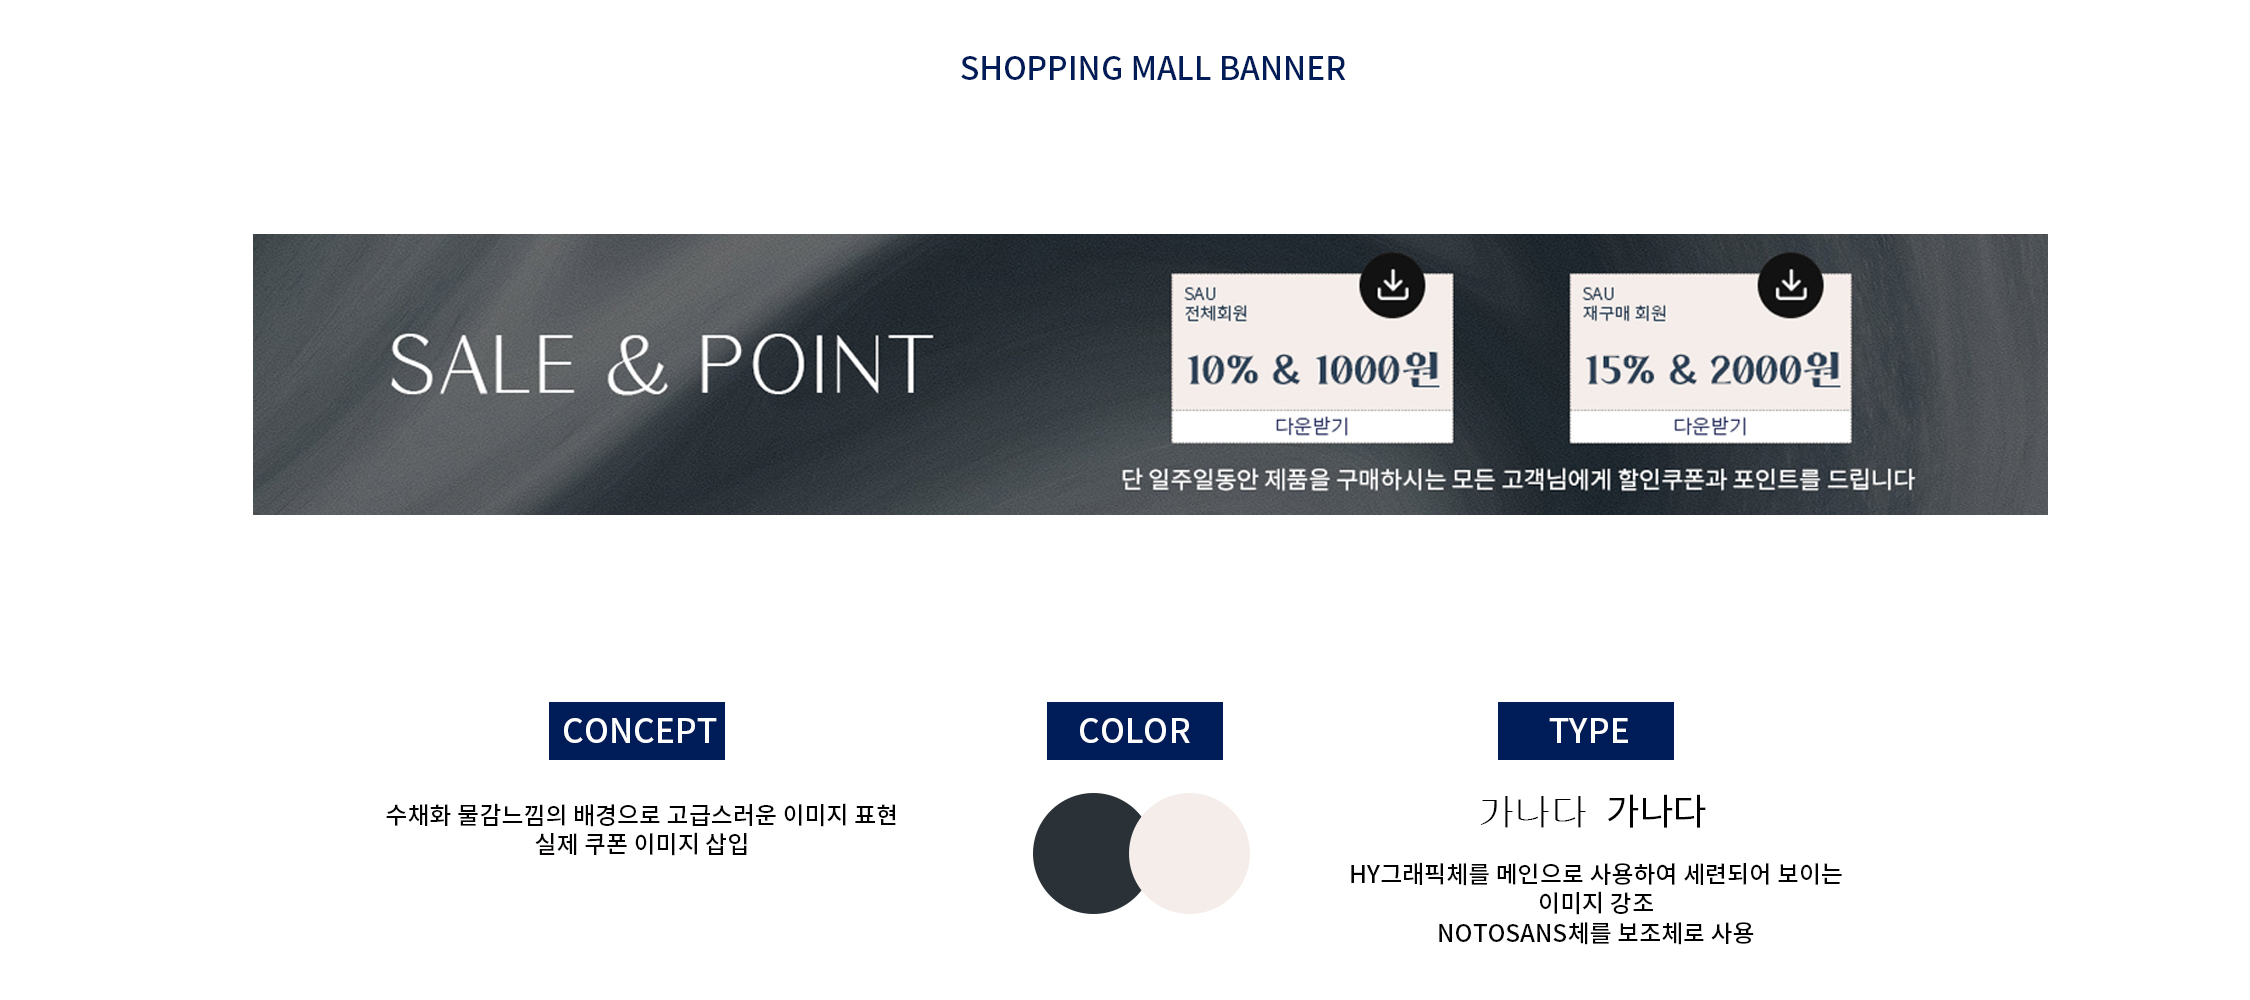 SHOPPING MALL BANNER
SALE & POINT
SAU
전체회원
10% & 1000원
다운받기
SAU
재구매 회원
15% & 2000원
다운받기
단 일주일동안 제품을 구매하시는 모든 고객님에게 할인쿠폰과 포인트를 드립니다
CONCEPT
수채화 물감느낌의 배경으로 고급스러운 이미지 표현
실제 쿠폰 이미지 삽입
COLOR
TYPE
가나다 가나다
HY그래픽체를 메인으로 사용하여 세련되어 보이는
이미지 강조
NOTOSANS체를 보조체로 사용